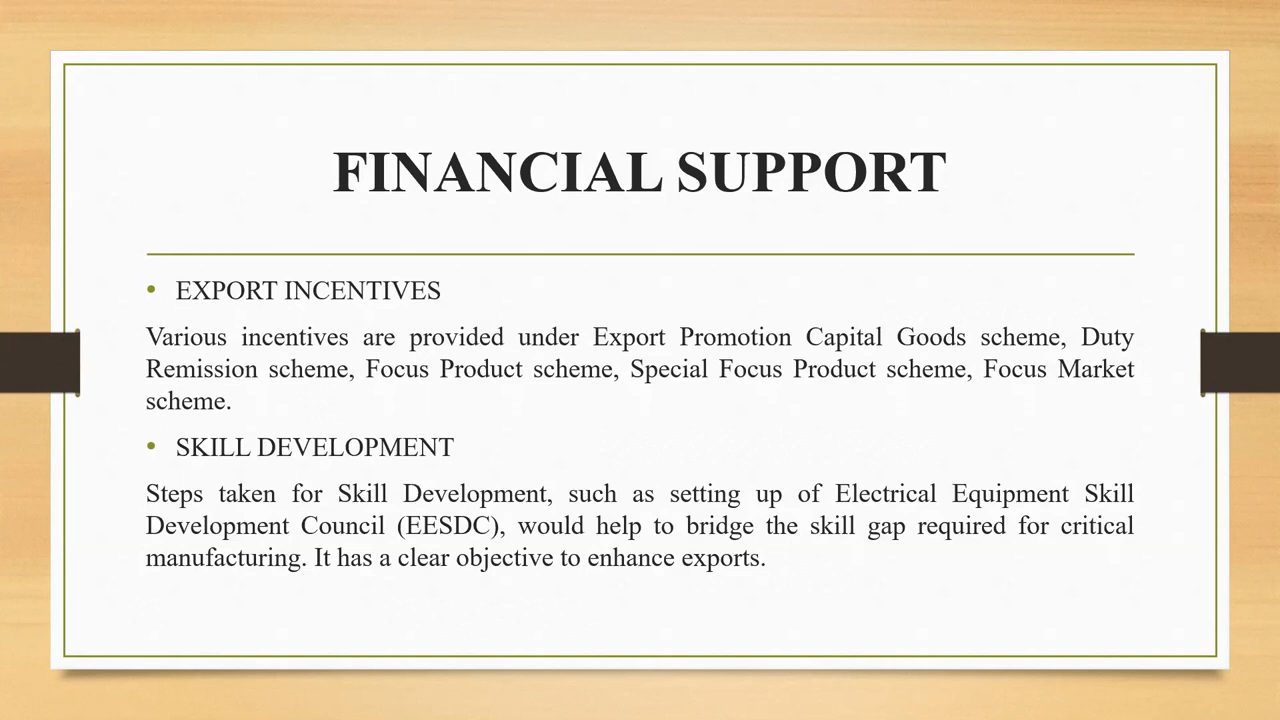 FINANCIAL SUPPORT
• EXPORT INCENTIVES
Various incentives are provided under Export Promotion Capital Goods scheme, Duty
Remission scheme, Focus Product scheme, Special Focus Product scheme, Focus Market
scheme.
• SKILL DEVELOPMENT
Steps taken for Skill Development, such as setting up of Electrical Equipment Skill
Development Council (EESDC), would help to bridge the skill gap required for critical
manufacturing. It has a clear objective to enhance exports.